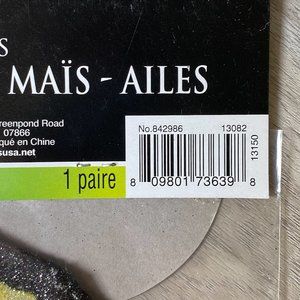 S
MAÏS - AILES
reenpond Road
07866
qué en Chine
susa.net
No.842986 13082
13150
8 09801 73639 8
1 paire